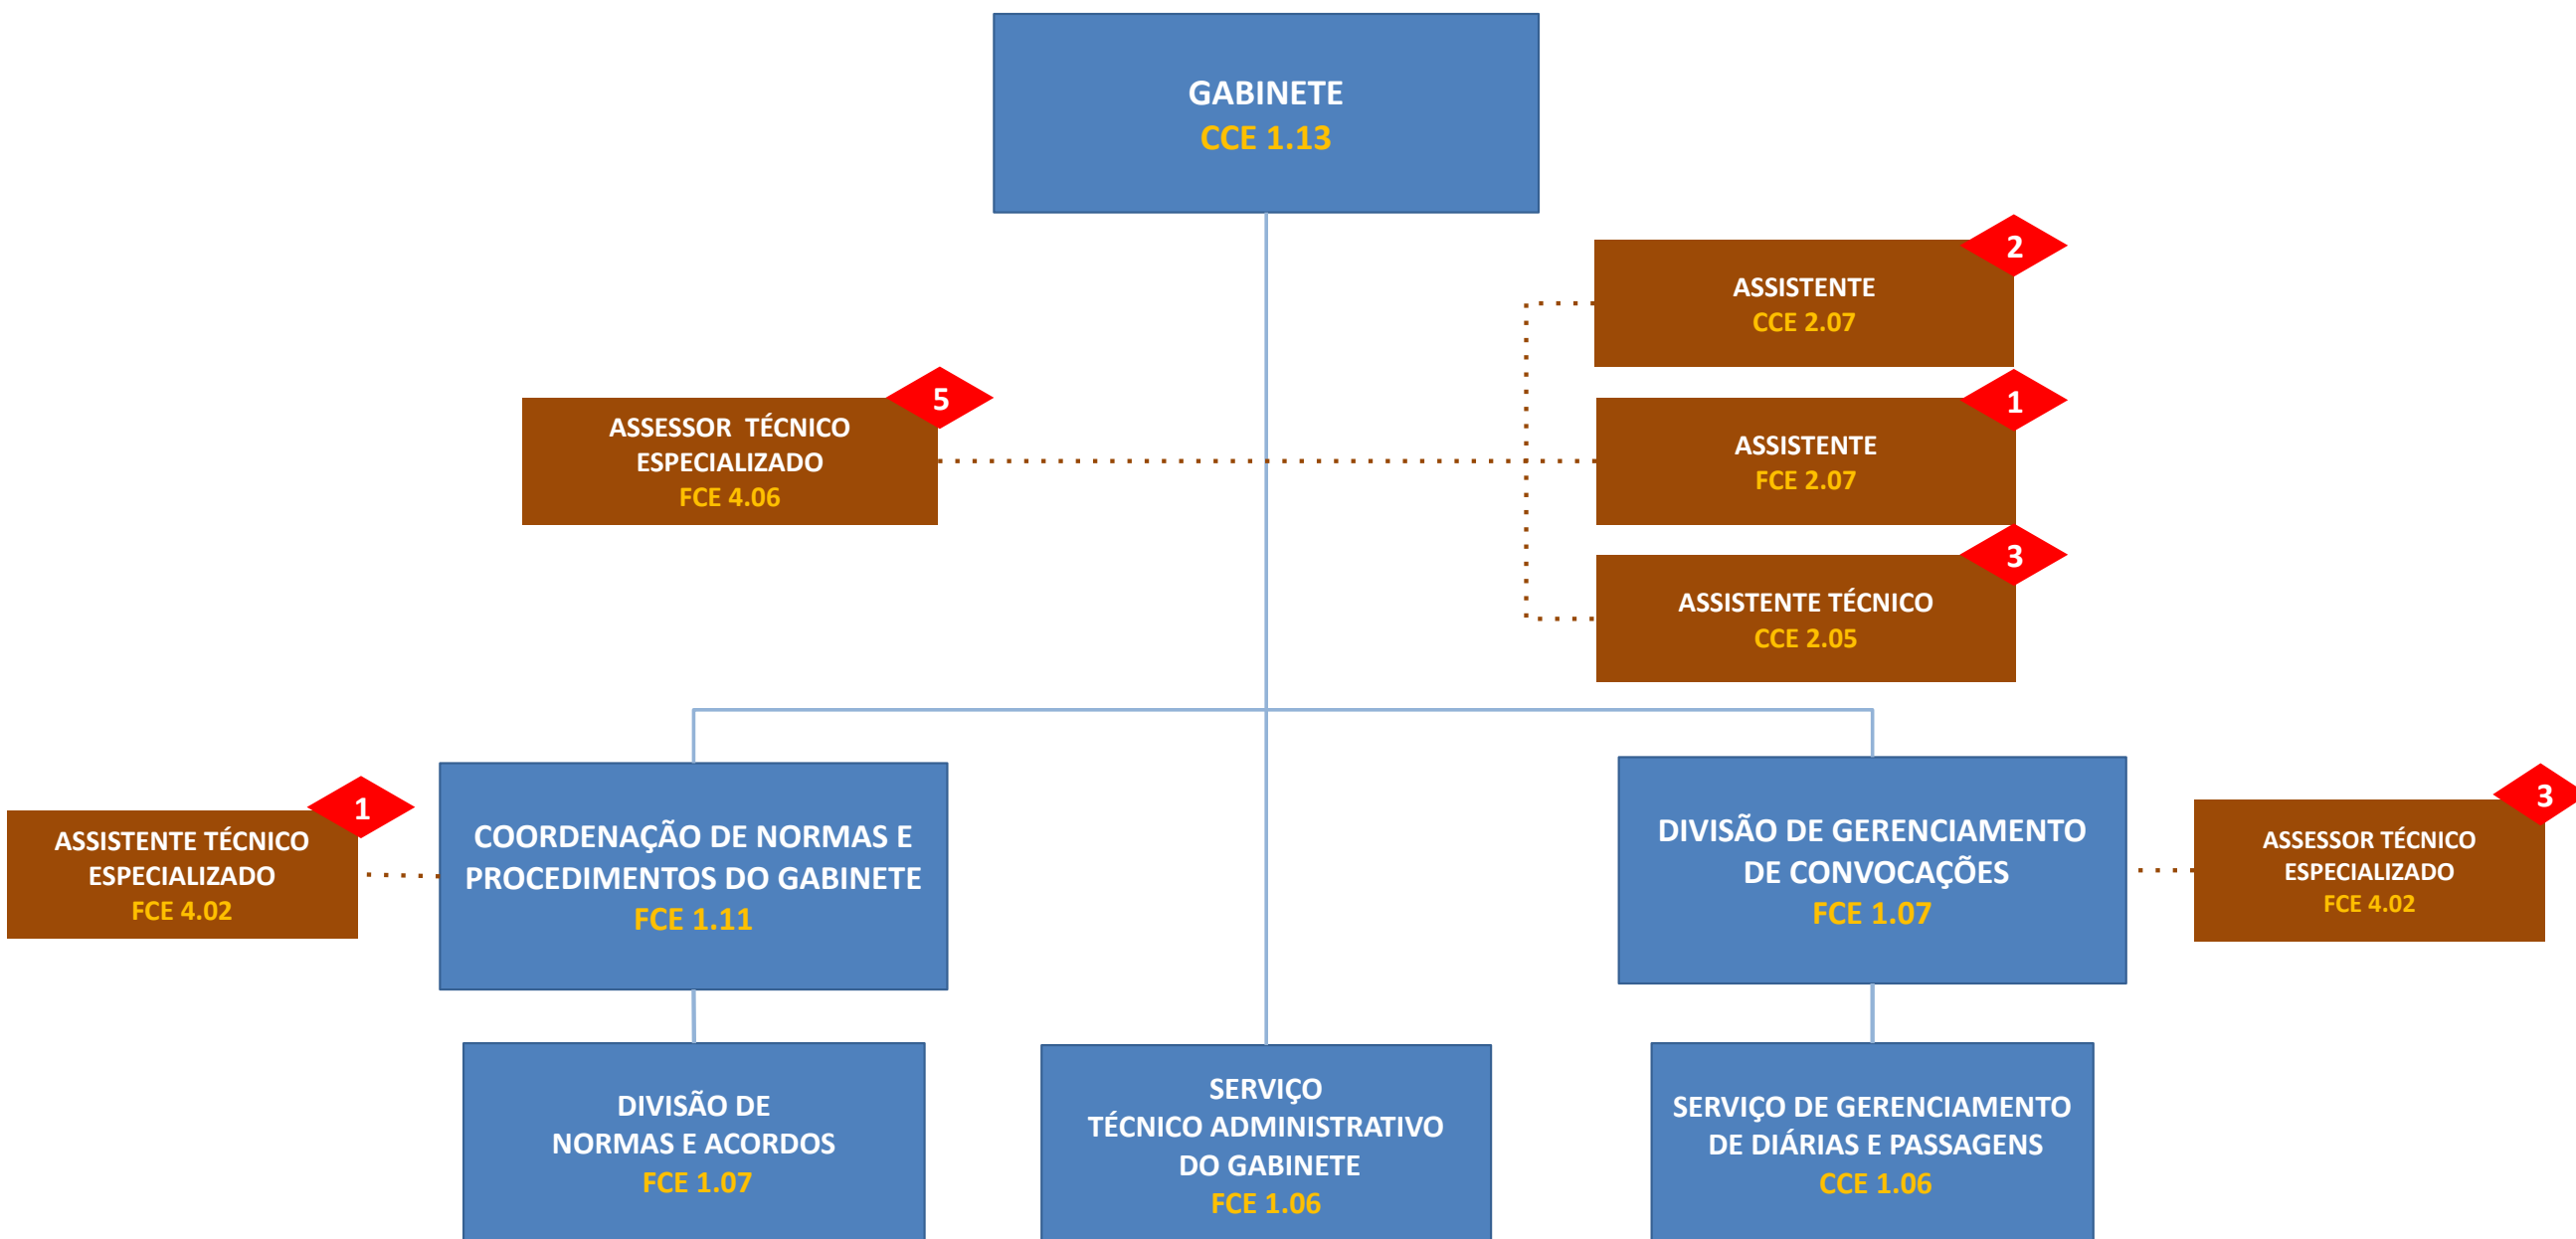 GABINETE
CCE 1.13
2
ASSISTENTE
CCE 2.07
5
ASSESSOR TÉCNICO
ESPECIALIZADO
FCE 4.06
1
ASSISTENTE
FCE 2.07
3
ASSISTENTE TÉCNICO
CCE 2.05
1
ASSISTENTE TÉCNICO
ESPECIALIZADO
FCE 4.02
COORDENAÇÃO DE NORMAS E
PROCEDIMENTOS DO GABINETE
FCE 1.11
DIVISÃO DE GERENCIAMENTO
DE CONVOCAÇÕES
FCE 1.07
3
ASSESSOR TÉCNICO
ESPECIALIZADO
FCE 4.02
DIVISÃO DE
NORMAS E ACORDOS
FCE 1.07
SERVIÇO
TÉCNICO ADMINISTRATIVO
DO GABINETE
FCE 1.06
SERVIÇO DE GERENCIAMENTO
DE DIÁRIAS E PASSAGENS
CCE 1.06